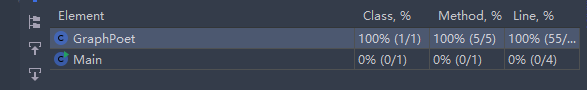 Element Class, % Method, % Line, %
GraphPoet 100% (1/1) 100% (5/5) 100% (55/...
Main 0% (0/1) 0% (0/1) 0% (0/4)